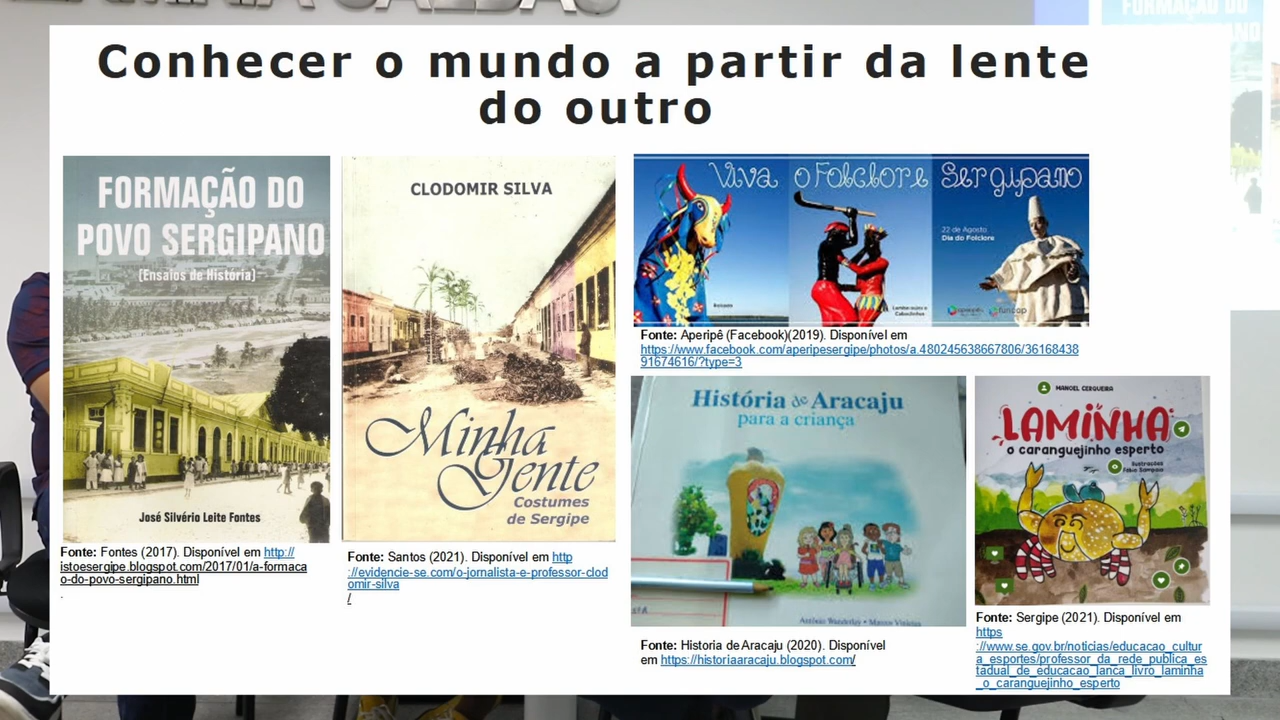 Conhecer o mundo a partir da lente
do outro
FORMAÇÃO DO
POVO SERGIPANO
(Ensaios de História)
José Silvério Leite Fontes
Fonte: Fontes (2017). Disponível em http://
istoesergipe.blogspot.com/2017/01/a-formaca
o-do-povo-sergipano.html
.
CLODOMIR SILVA
Minha
Gente
Costumes
de Sergipe
Fonte: Santos (2021). Disponível em http
://evidencie-se.com/o-jornalista-e-professor-clod
omir-silva
/
Viva o Folclore Sergipano
22 de Agosto
Dia do Folclore
Fonte: Aperipê (Facebook)(2019). Disponível em
https://www.facebook.com/aperipesergipe/photos/a.480245638667806/36168438
91674616/?type=3
História de Aracaju
para a criança
Fonte: Historia de Aracaju (2020). Disponível
em https://historiaaracaju.blogspot.com/
MANOEL CERQUEIRA
LAMINHA
o caranguejinho esperto
Ilustrações
Fábio Sampaio
Fonte: Sergipe (2021). Disponível em
https
://www.se.gov.br/noticias/educacao_cultur
a_esportes/professor_da_rede_publica_es
tadual_de_educacao_lanca_livro_laminha
_o_caranguejinho_esperto
FORMAÇÃO DO